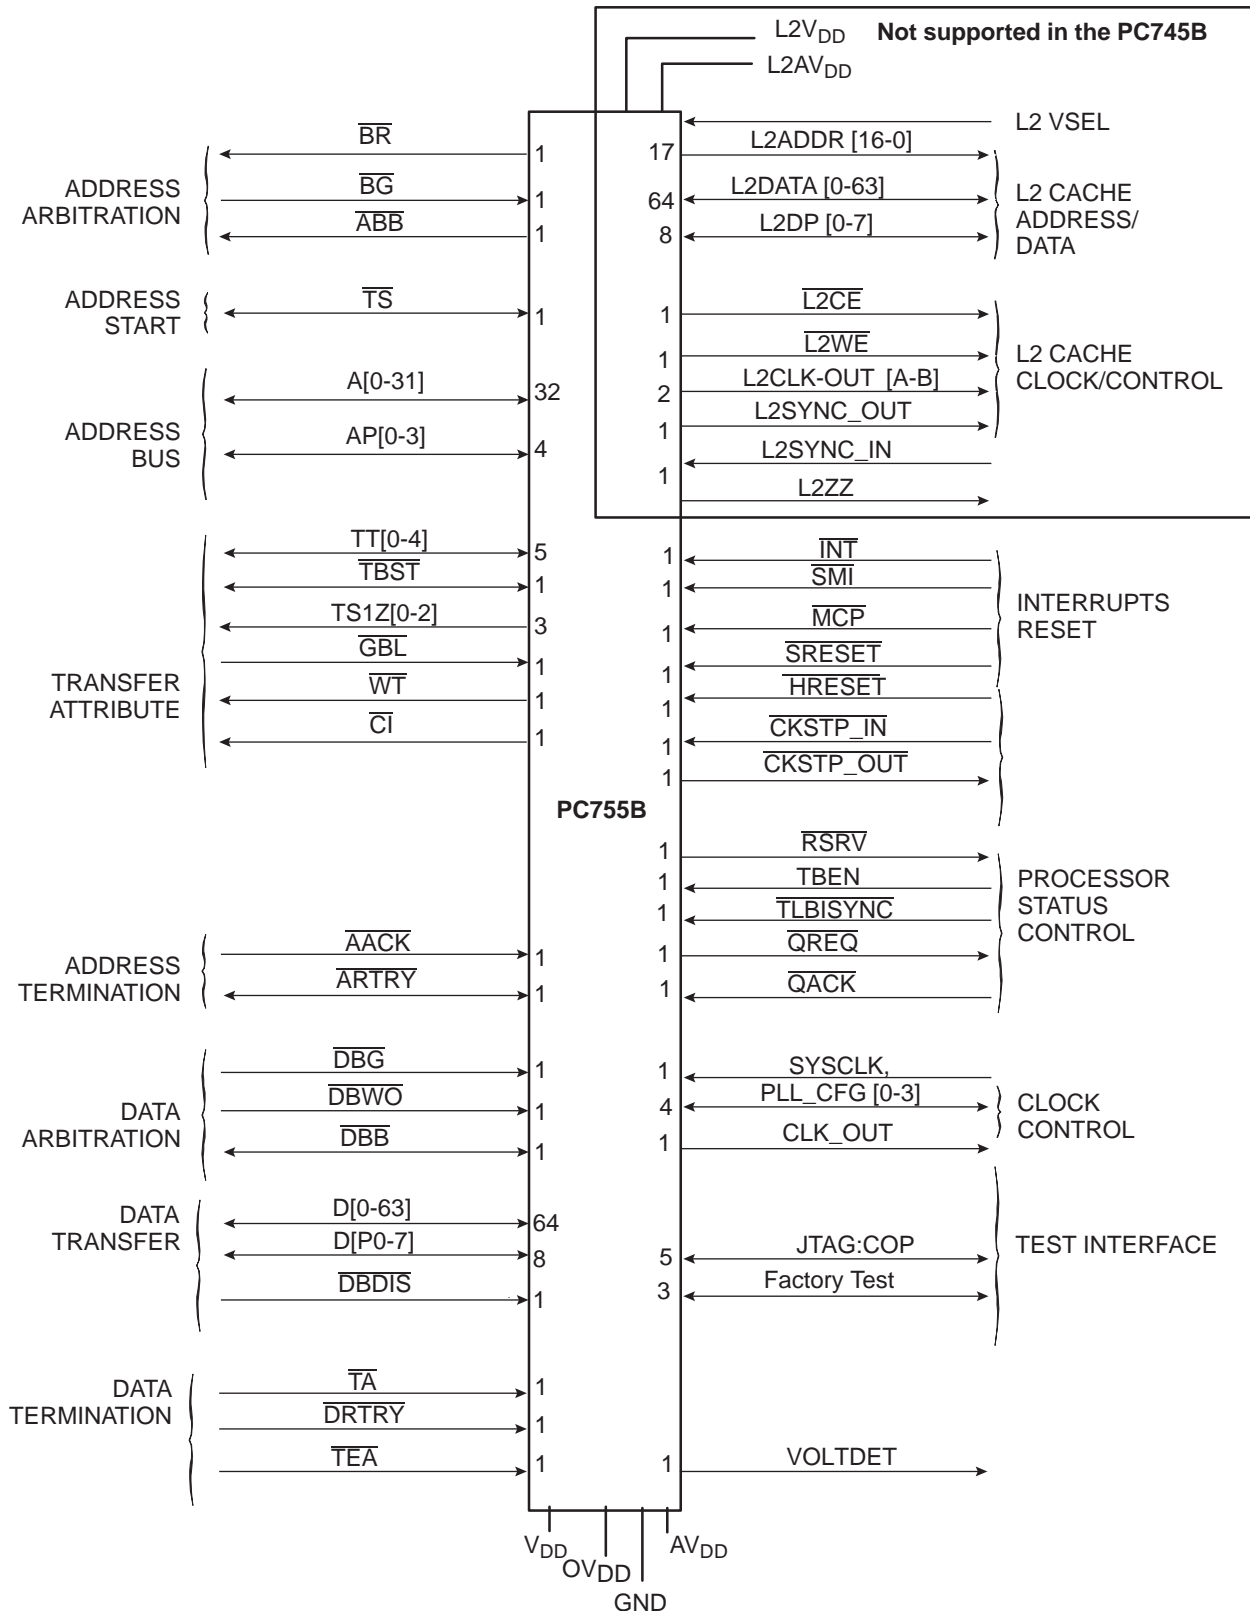 L2VDD
Not supported in the PC745B
L2AVDD
L2 VSEL
BR
1
17
L2ADDR [16-0]
ADDRESS
ARBITRATION
BG
1
64
L2DATA [0-63]
L2 CACHE
ADDRESS/
DATA
ABB
1
8
L2DP [0-7]
ADDRESS
START
TS
1
1
L2CE
1
L2WE
L2 CACHE
CLOCK/CONTROL
A[0-31]
32
2
L2CLK-OUT [A-B]
1
L2SYNC_OUT
ADDRESS
BUS
AP[0-3]
4
1
L2SYNC_IN
L2ZZ
TT[0-4]
5
1
INT
TBST
1
1
SMI
INTERRUPTS
RESET
TS1Z[0-2]
3
1
MCP
GBL
1
1
SRESET
TRANSFER
ATTRIBUTE
WT
1
1
HRESET
CI
1
1
CKSTP_IN
1
CKSTP_OUT
PC755B
1
RSRV
1
TBEN
PROCESSOR
STATUS
CONTROL
1
TLBISYNC
ADDRESS
TERMINATION
AACK
1
1
QREQ
ARTRY
1
1
QACK
DBG
1
1
SYSCLK,
DATA
ARBITRATION
DBWO
1
4
PLL_CFG [0-3]
CLOCK
CONTROL
DBB
1
1
CLK_OUT
DATA
TRANSFER
D[0-63]
64
D[P0-7]
8
5
JTAG:COP
TEST INTERFACE
DBDIS
1
3
Factory Test
DATA
TERMINATION
TA
1
DRTRY
1
TEA
1
1
VOLTDET
VDD
OVDD
GND
AVDD